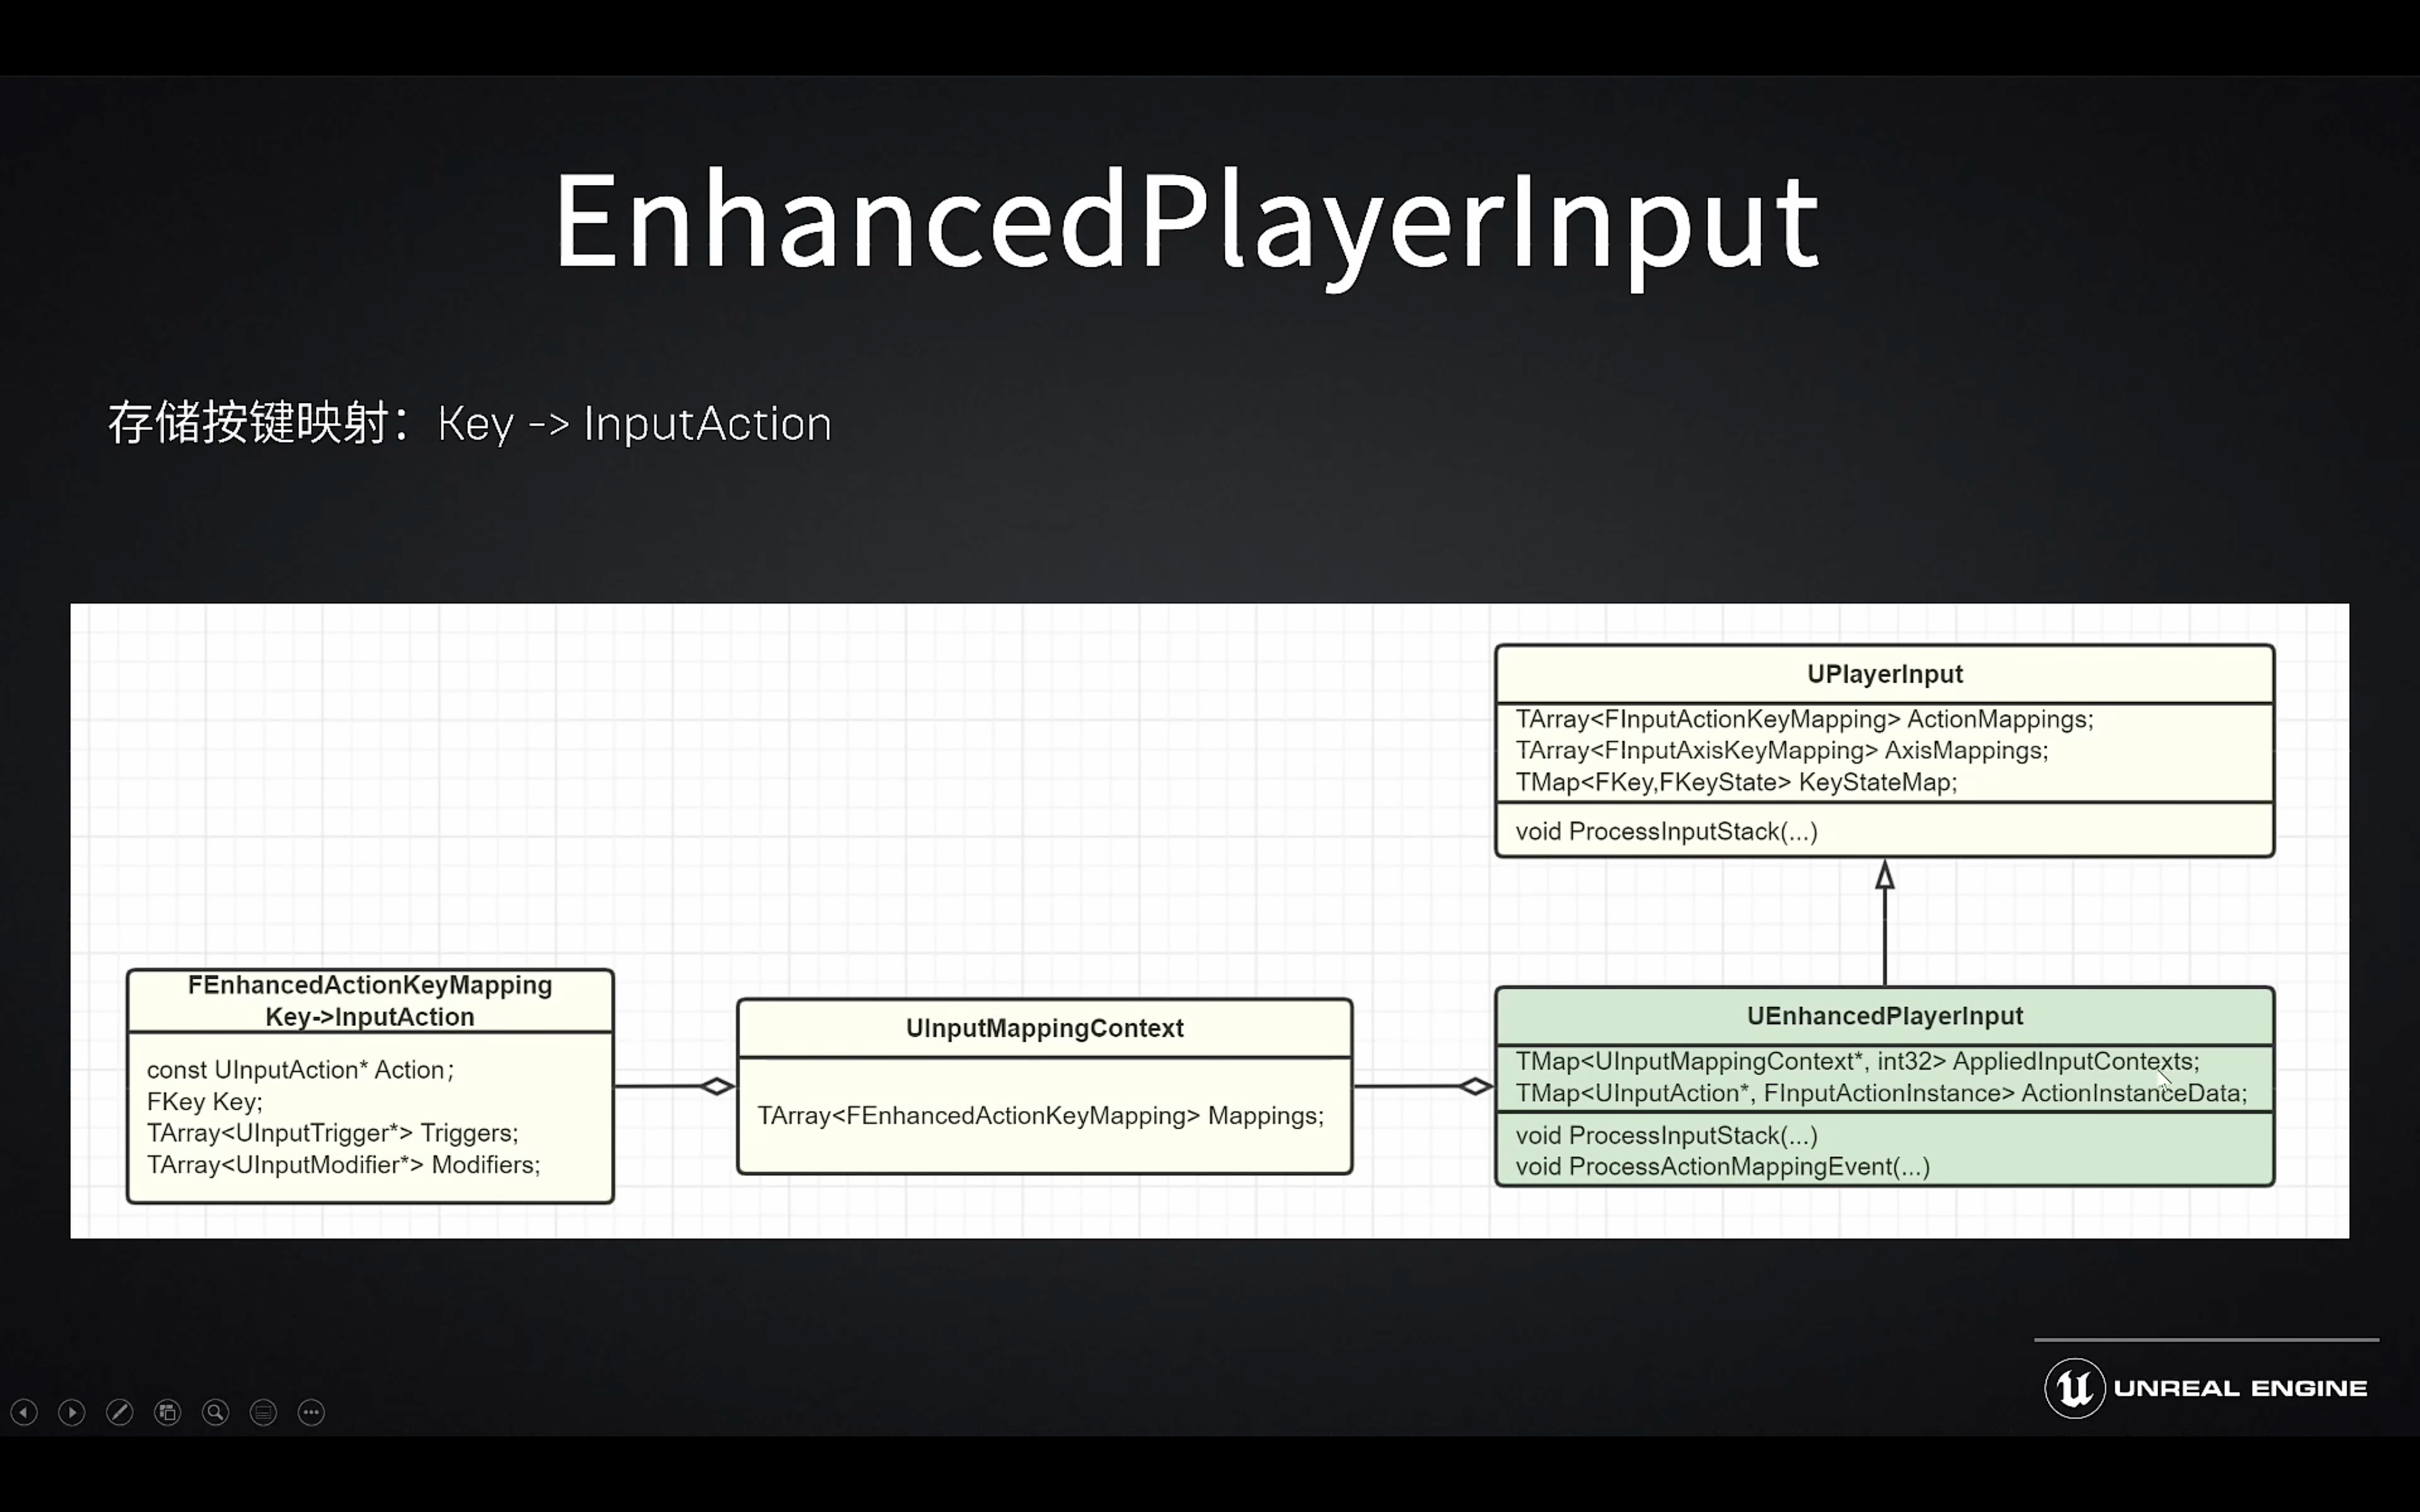 EnhancedPlayerInput
存储按键映射：Key -> InputAction
UPlayerInput
TArray<FInputActionKeyMapping> ActionMappings;
TArray<FInputAxisKeyMapping> AxisMappings;
TMap<FKey,FKeyState> KeyStateMap;
void ProcessInputStack(...)
FEnhancedActionKeyMapping
Key->InputAction
const UInputAction* Action;
FKey Key;
TArray<UInputTrigger*> Triggers;
TArray<UInputModifier*> Modifiers;
UInputMappingContext
TArray<FEnhancedActionKeyMapping> Mappings;
UEnhancedPlayerInput
TMap<UInputMappingContext*, int32> AppliedInputContexts;
TMap<UInputAction*, FInputActionInstance> ActionInstanceData;
void ProcessInputStack(...)
void ProcessActionMappingEvent(...)
UNREAL ENGINE